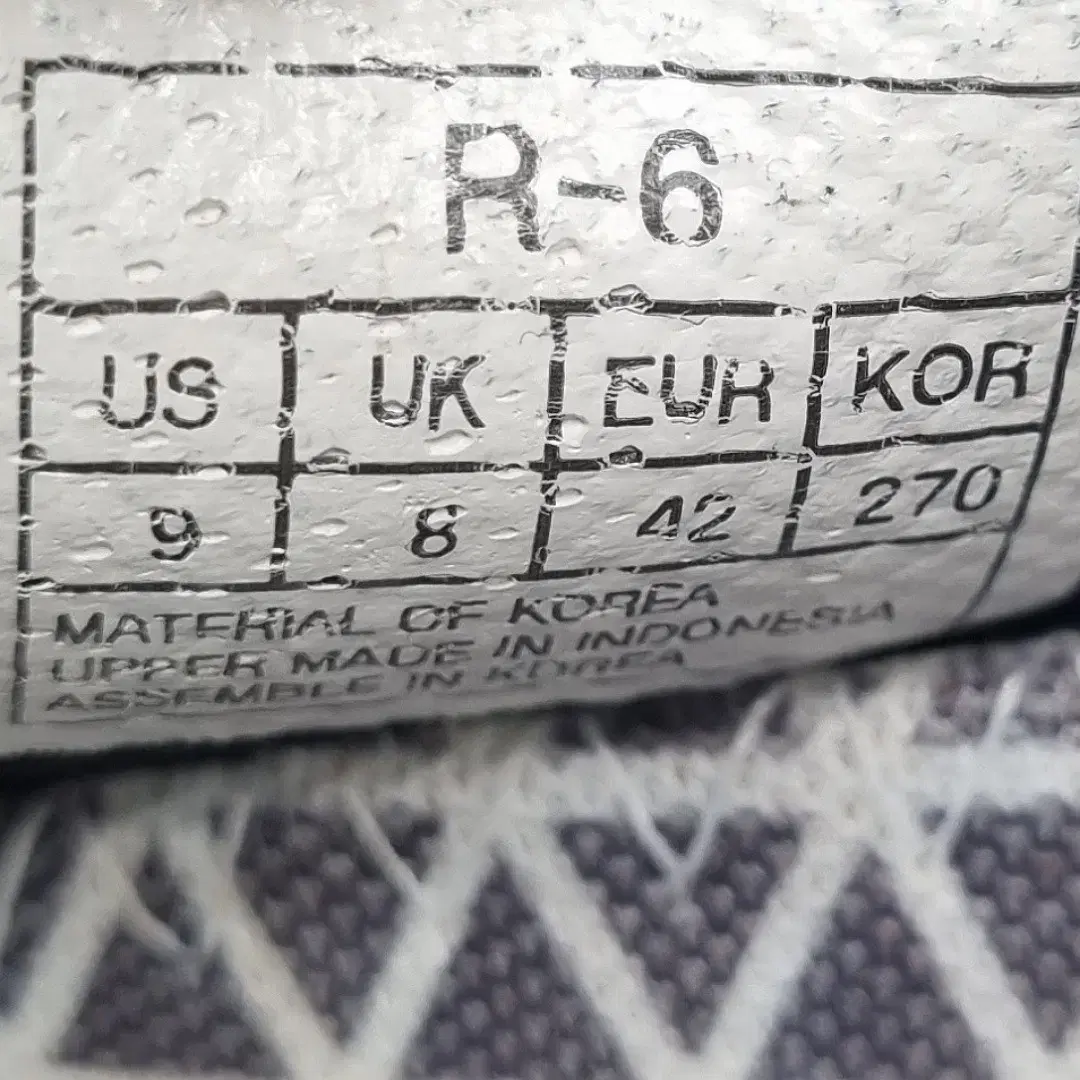 R-6
US UK EUR KOR
9 8 42 270
MATERIAL OF KOREA
UPPER MADE IN INDONESIA
ASSEMBLE IN KOREA